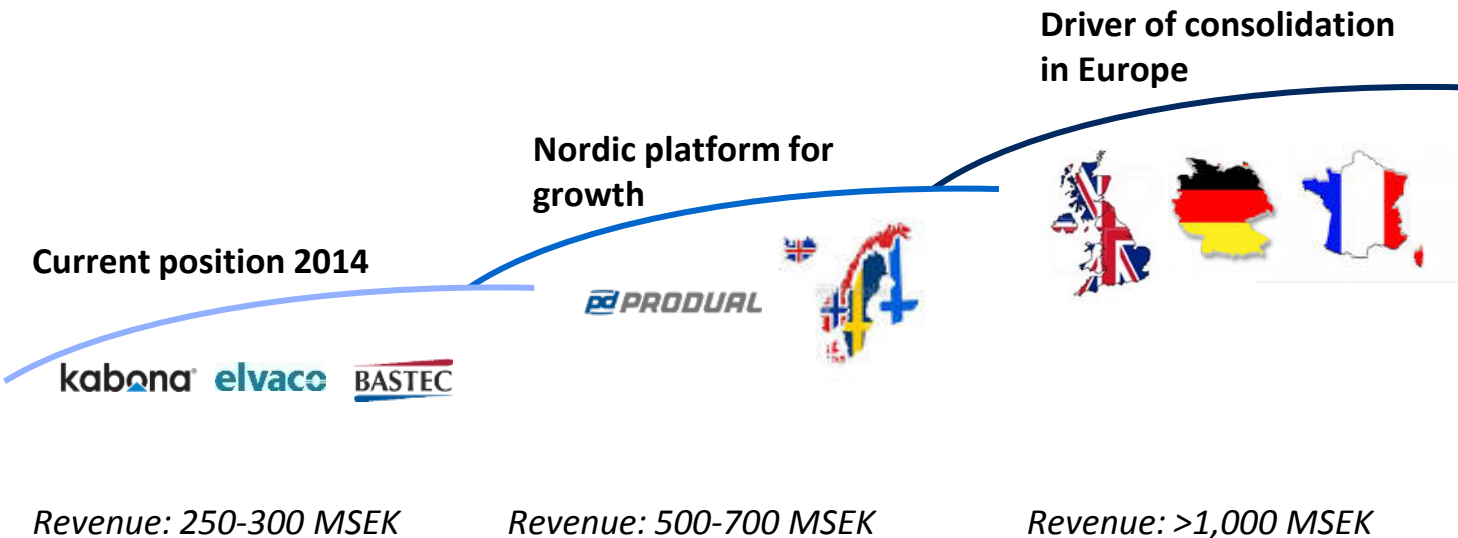 Driver of consolidation
in Europe
Nordic platform for
growth
Current position 2014
pd PRODUAL
kabona®
elvaco
BASTEC
Revenue: 250-300 MSEK
Revenue: 500-700 MSEK
Revenue: >1,000 MSEK